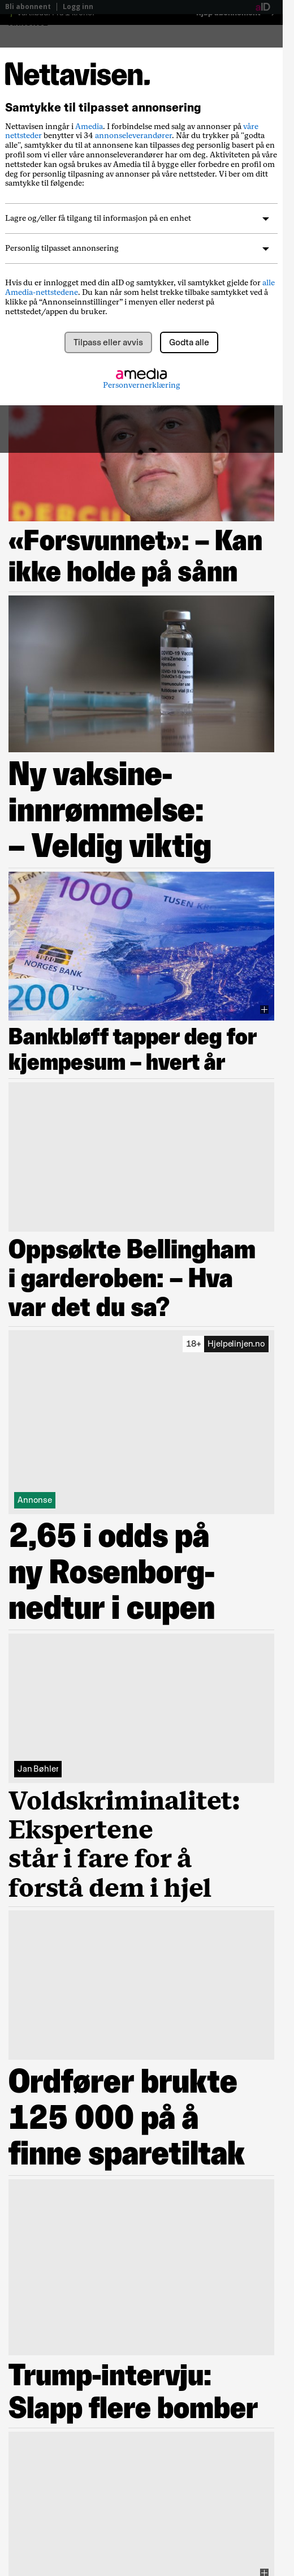 Bli abonnent | Logg inn
aID
Nettavisen.
Samtykke til tilpasset annonsering
Nettavisen inngår i Amedia. I forbindelse med salg av annonser på våre
nettsteder benytter vi 34 annonseleverandører. Når du trykker på "godta
alle", samtykker du til at annonsene kan tilpasses deg personlig basert på en
profil som vi eller våre annonseleverandører har om deg. Aktiviteten på våre
nettsteder kan også brukes av Amedia til å bygge eller forbedre en profil om
deg for personlig tilpasning av annonser på våre nettsteder. Vi ber om ditt
samtykke til følgende:
Lagre og/eller få tilgang til informasjon på en enhet
Personlig tilpasset annonsering
Hvis du er innlogget med din aID og samtykker, vil samtykket gjelde for alle
Amedia-nettstedene. Du kan når som helst trekke tilbake samtykket ved å
klikke på “Annonseinnstillinger” i menyen eller nederst på
nettstedet/appen du bruker.
Tilpass eller avvis
Godta alle
amedia
Personvernerklæring
«Forsvunnet»: – Kan
ikke holde på sånn
COVID-19 Vaccine
Ny vaksine-
innrømmelse:
– Veldig viktig
1000
TUSEN KRONER
NORGES BANK
200
Bankbløff tapper deg for
kjempesum – hvert år
Oppsøkte Bellingham
i garderoben: – Hva
var det du sa?
18+ Hjelpelinjen.no
Annonse
2,65 i odds på
ny Rosenborg-
nedtur i cupen
Jan Bøhler
Voldskriminalitet:
Ekspertene
står i fare for å
forstå dem i hjel
Ordfører brukte
125 000 på å
finne sparetiltak
Trump-intervju:
Slapp flere bomber